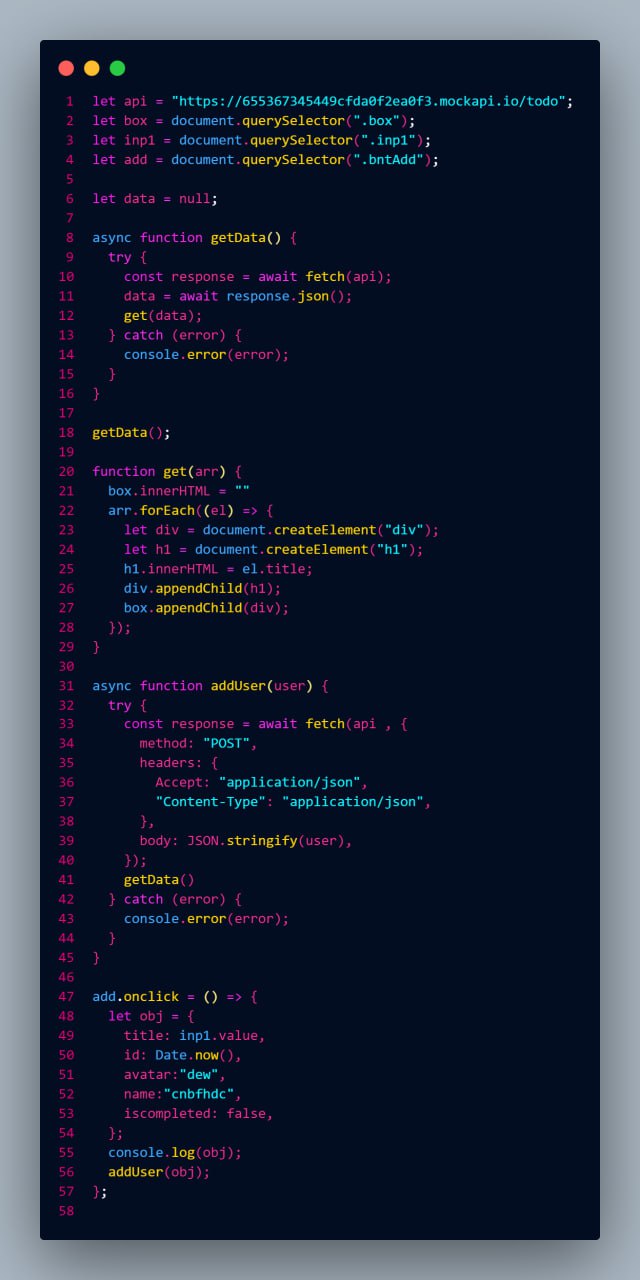 1 let api = "https://655367345449cfda0f2ea0f3.mockapi.io/todo";
2 let box = document.querySelector(".box");
3 let inp1 = document.querySelector(".inp1");
4 let add = document.querySelector(".bntAdd");
5
6 let data = null;
7
8 async function getData() {
9   try {
10     const response = await fetch(api);
11     data = await response.json();
12     get(data);
13   } catch (error) {
14     console.error(error);
15   }
16 }
17
18 getData();
19
20 function get(arr) {
21   box.innerHTML = ""
22   arr.forEach((el) => {
23     let div = document.createElement("div");
24     let h1 = document.createElement("h1");
25     h1.innerHTML = el.title;
26     div.appendChild(h1);
27     box.appendChild(div);
28   });
29 }
30
31 async function addUser(user) {
32   try {
33     const response = await fetch(api , {
34       method: "POST",
35       headers: {
36         Accept: "application/json",
37         "Content-Type": "application/json",
38       },
39       body: JSON.stringify(user),
40     });
41     getData()
42   } catch (error) {
43     console.error(error);
44   }
45 }
46
47 add.onclick = () => {
48   let obj = {
49     title: inp1.value,
50     id: Date.now(),
51     avatar:"dew",
52     name:"cnbfhdc",
53     iscompleted: false,
54   };
55   console.log(obj);
56   addUser(obj);
57 };
58